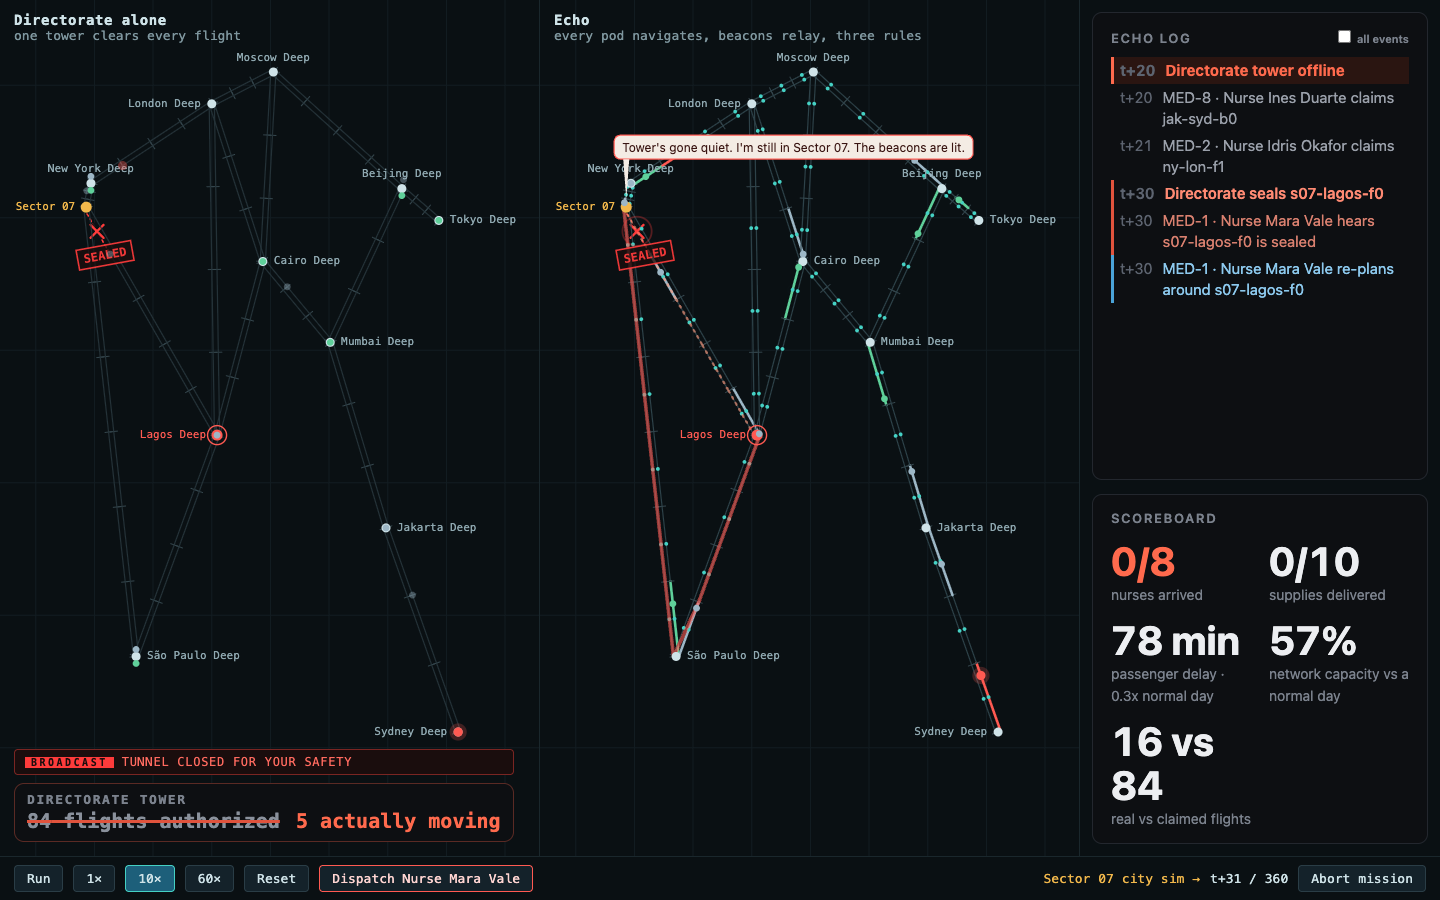 Directorate alone
one tower clears every flight
Moscow Deep
London Deep
New York Deep
Beijing Deep
Sector 07
Tokyo Deep
SEALED
Cairo Deep
Mumbai Deep
Lagos Deep
Jakarta Deep
São Paulo Deep
Sydney Deep
BROADCAST TUNNEL CLOSED FOR YOUR SAFETY
DIRECTORATE TOWER
84 flights authorized 5 actually moving
Echo
every pod navigates, beacons relay, three rules
Moscow Deep
London Deep
Tower's gone quiet. I'm still in Sector 07. The beacons are lit.
New York Deep
Beijing Deep
Sector 07
Tokyo Deep
SEALED
Cairo Deep
Mumbai Deep
Lagos Deep
Jakarta Deep
São Paulo Deep
Sydney Deep
ECHO LOG
all events
t+20 Directorate tower offline
t+20 MED-8 · Nurse Ines Duarte claims
jak-syd-b0
t+21 MED-2 · Nurse Idris Okafor claims
ny-lon-f1
t+30 Directorate seals s07-lagos-f0
t+30 MED-1 · Nurse Mara Vale hears
s07-lagos-f0 is sealed
t+30 MED-1 · Nurse Mara Vale re-plans
around s07-lagos-f0
SCOREBOARD
0/8
nurses arrived
0/10
supplies delivered
78 min
passenger delay ·
0.3x normal day
57%
network capacity vs a
normal day
16 vs
84
real vs claimed flights
Run
1×
10×
60×
Reset
Dispatch Nurse Mara Vale
Sector 07 city sim →
t+31 / 360
Abort mission